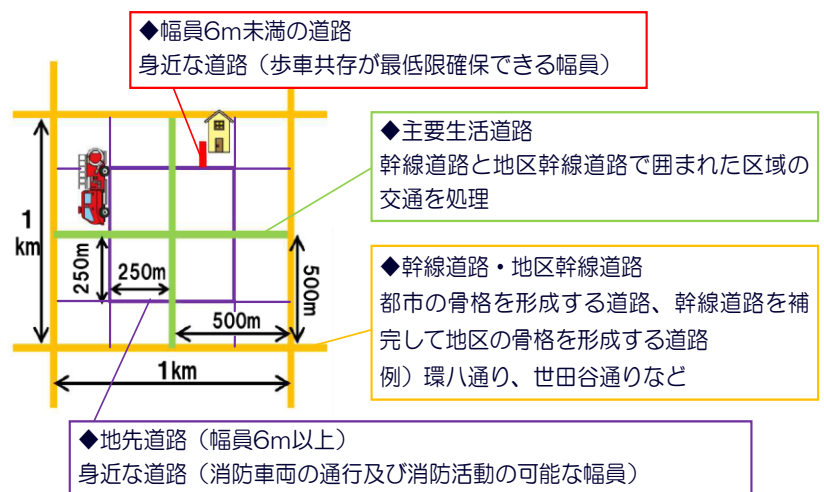 ◆幅員6m未満の道路
身近な道路（歩車共存が最低限確保できる幅員）
◆主要生活道路
幹線道路と地区幹線道路で囲まれた区域の
交通を処理
1
km
250m
250m
500m
500m
1km
◆幹線道路・地区幹線道路
都市の骨格を形成する道路、幹線道路を補
完して地区の骨格を形成する道路
例）環八通り、世田谷通りなど
◆地先道路（幅員6m以上）
身近な道路（消防車両の通行及び消防活動の可能な幅員）